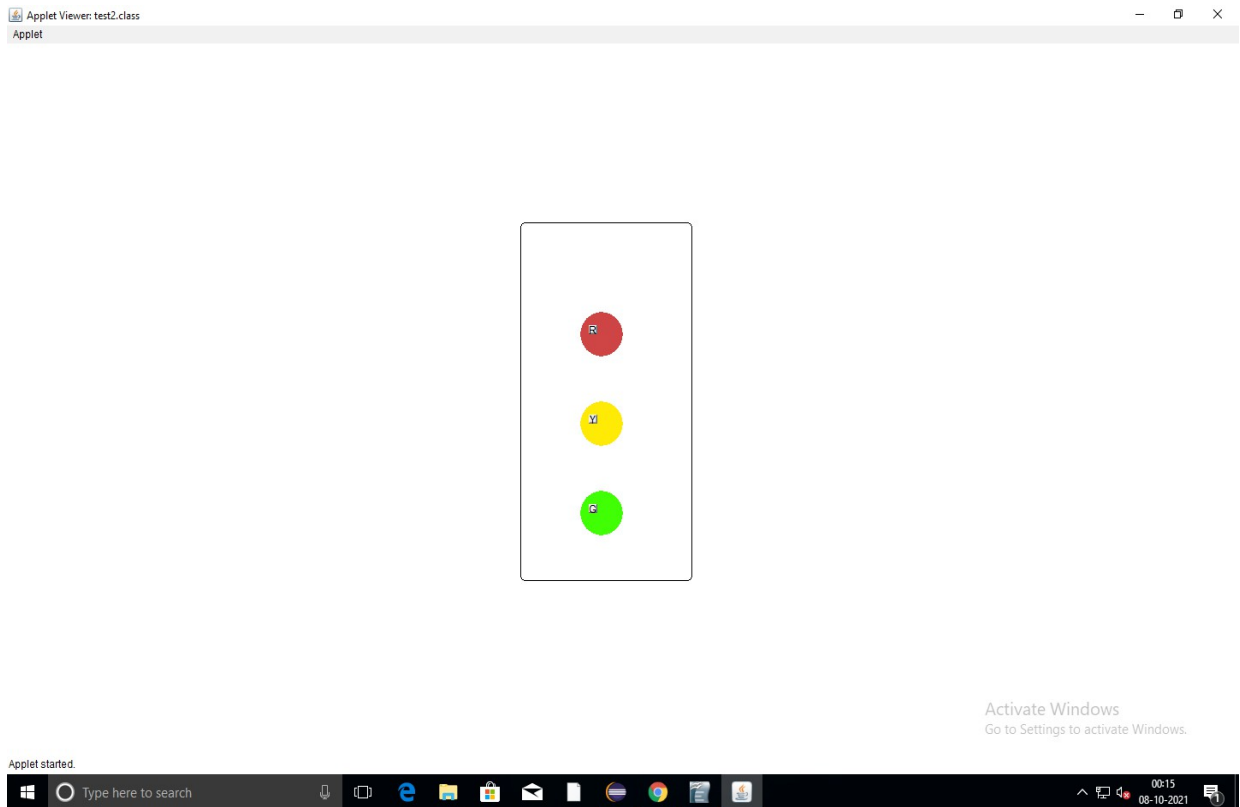 Applet Viewer: test2.class
Applet
R
Y
G
Activate Windows
Go to Settings to activate Windows.
Applet started.
Type here to search
00:15
08-10-2021
1